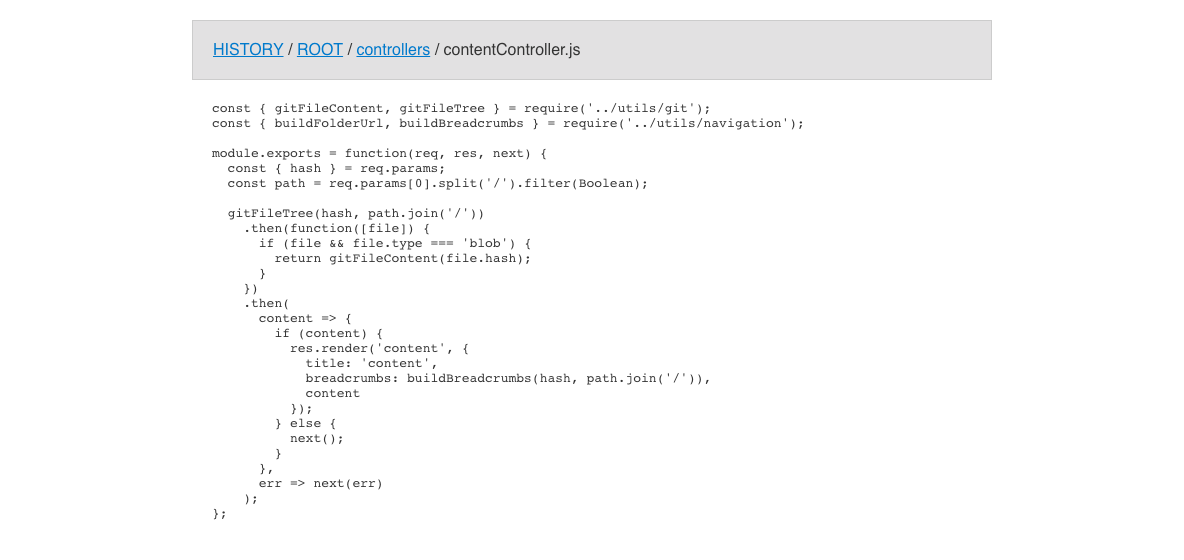 HISTORY / ROOT / controllers / contentController.js
const { gitFileContent, gitFileTree } = require('../utils/git');
const { buildFolderUrl, buildBreadcrumbs } = require('../utils/navigation');
module.exports = function(req, res, next) {
  const { hash } = req.params;
  const path = req.params[0].split('/').filter(Boolean);
  gitFileTree(hash, path.join('/'))
    .then(function([file]) {
      if (file && file.type === 'blob') {
        return gitFileContent(file.hash);
      }
    })
    .then(
      content => {
        if (content) {
          res.render('content', {
            title: 'content',
            breadcrumbs: buildBreadcrumbs(hash, path.join('/')),
            content
          });
        } else {
          next();
        }
      },
      err => next(err)
    );
};